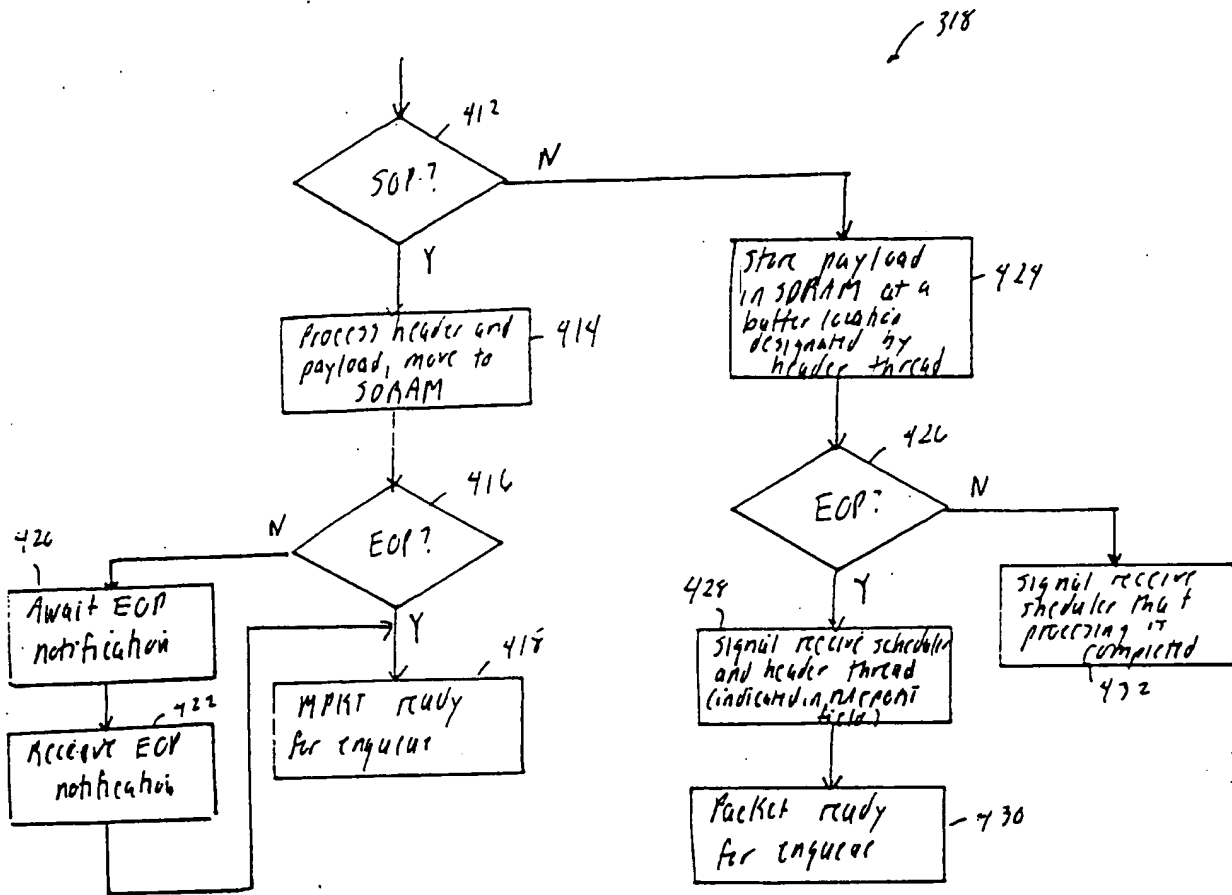 318
412
SOP?
N
Y
Process header and
payload, move to
SDRAM
414
416
EOP?
N
Y
420
Await EOP
notification
422
Receive EOP
notification
418
MPKT ready
for enqueue
Store payload
in SDRAM at a
buffer location
designated by
header thread
424
426
EOP?
N
Y
428
Signal receive scheduler
and header thread
(indicated in
field)
Signal receive
sheduler that
processing is
completed
432
Packet ready
for enqueue
430